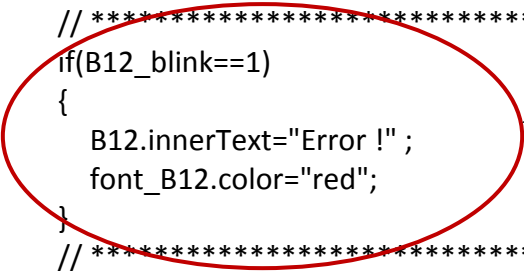 // ****************************
if(B12_blink==1)
{
B12.innerText="Error !" ;
font_B12.color="red";
}
// ****************************